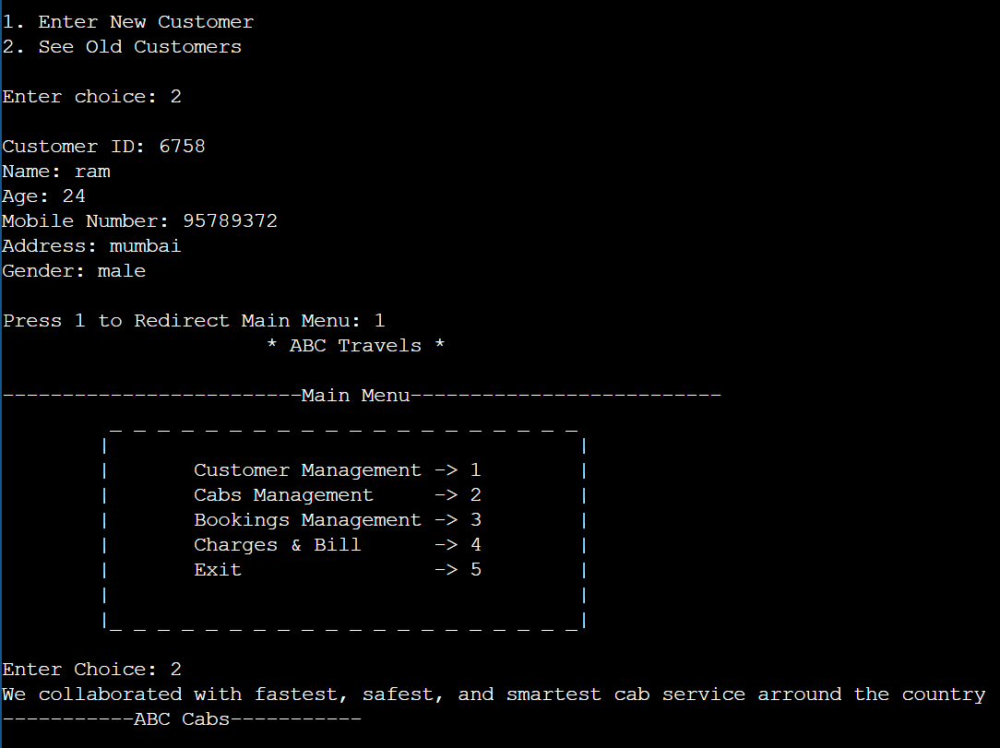 1. Enter New Customer
2. See Old Customers
Enter choice: 2
Customer ID: 6758
Name: ram
Age: 24
Mobile Number: 95789372
Address: mumbai
Gender: male
Press 1 to Redirect Main Menu: 1
* ABC Travels *
-------------------------Main Menu--------------------------
_ _ _ _ _ _ _ _ _ _ _ _ _ _ _ _ _ _ _ _
| |
| Customer Management -> 1 |
| Cabs Management -> 2 |
| Bookings Management -> 3 |
| Charges & Bill -> 4 |
| Exit -> 5 |
| |
|_ _ _ _ _ _ _ _ _ _ _ _ _ _ _ _ _ _ _ _|
Enter Choice: 2
We collaborated with fastest, safest, and smartest cab service arround the country
-----------ABC Cabs-----------